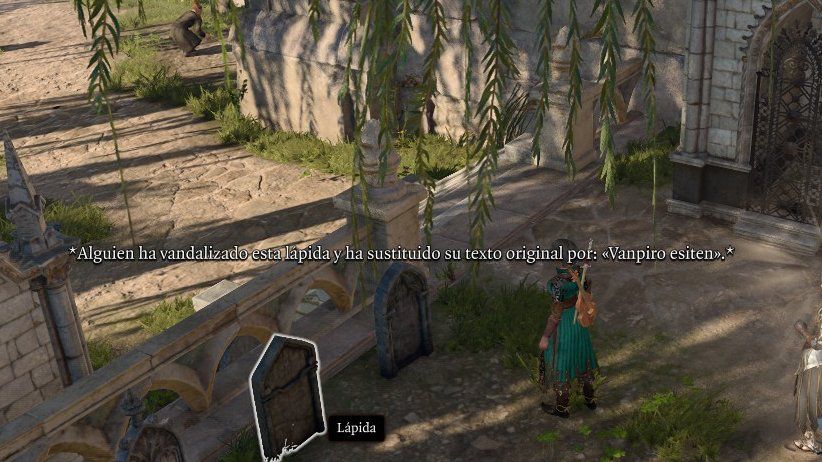 *Alguien ha vandalizado esta lápida y ha sustituido su texto original por: «Vanpiro esiten».*
Lápida